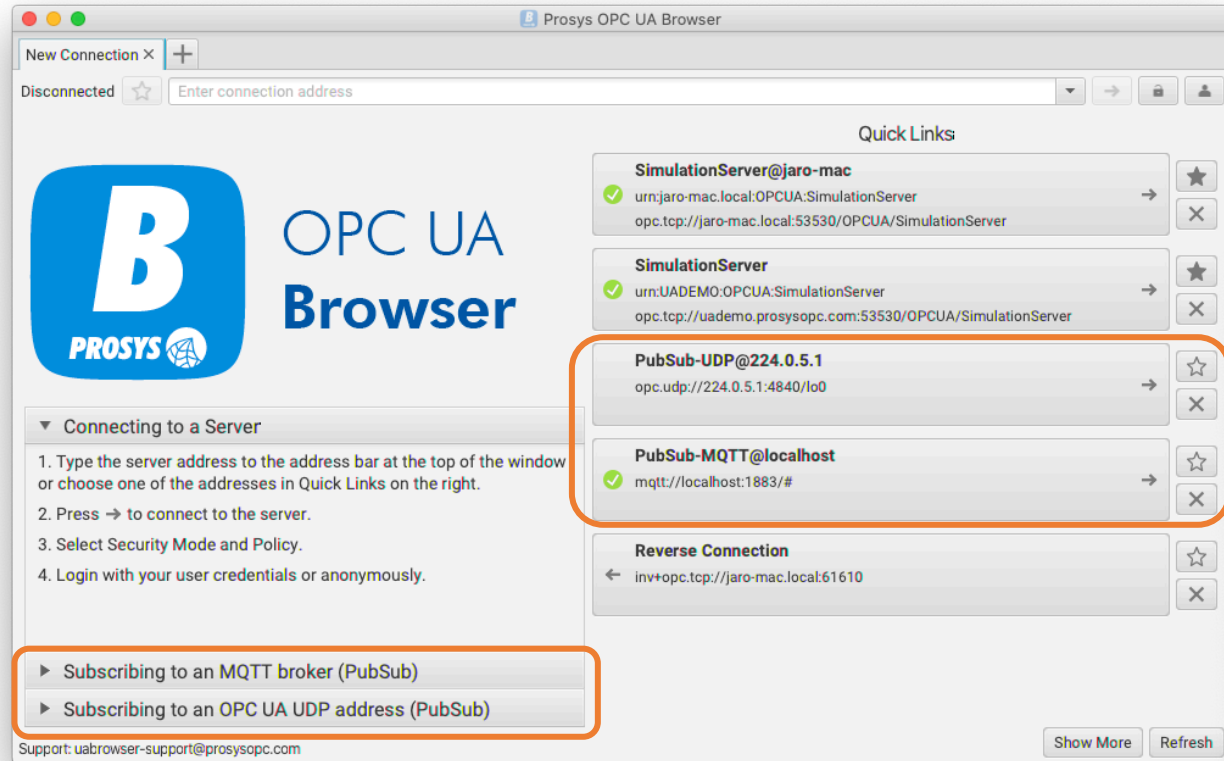 Prosys OPC UA Browser
New Connection
Disconnected
Enter connection address
B
PROSYS
OPC UA
Browser
▼ Connecting to a Server
1. Type the server address to the address bar at the top of the window
or choose one of the addresses in Quick Links on the right.
2. Press → to connect to the server.
3. Select Security Mode and Policy.
4. Login with your user credentials or anonymously.
▶ Subscribing to an MQTT broker (PubSub)
▶ Subscribing to an OPC UA UDP address (PubSub)
Support: uabrowser-support@prosysopc.com
Quick Links
SimulationServer@jaro-mac
urn:jaro-mac.local:OPCUA:SimulationServer
opc.tcp://jaro-mac.local:53530/OPCUA/SimulationServer
SimulationServer
urn:UADEMO:OPCUA:SimulationServer
opc.tcp://uademo.prosysopc.com:53530/OPCUA/SimulationServer
PubSub-UDP@224.0.5.1
opc.udp://224.0.5.1:4840/lo0
PubSub-MQTT@localhost
mqtt://localhost:1883/#
Reverse Connection
inv+opc.tcp://jaro-mac.local:61610
Show More
Refresh